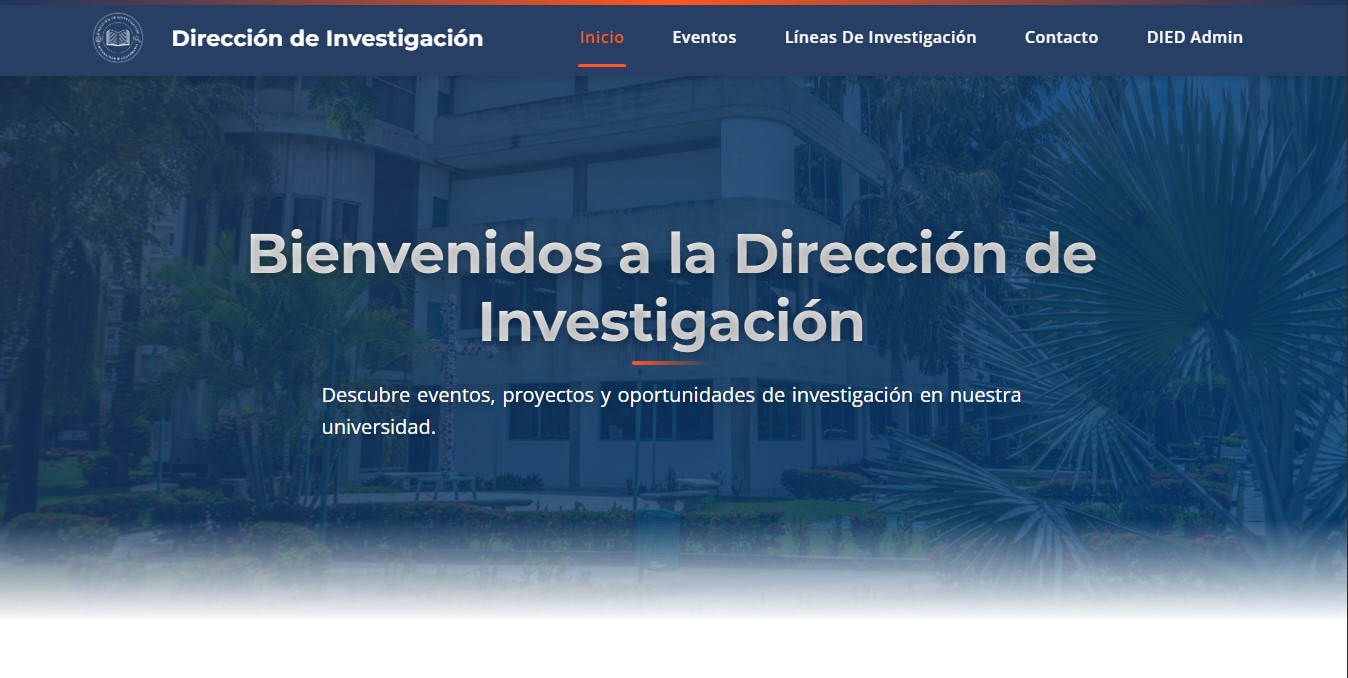 Dirección de Investigación
Inicio
Eventos
Líneas De Investigación
Contacto
DIED Admin
Bienvenidos a la Dirección de
Investigación
Descubre eventos, proyectos y oportunidades de investigación en nuestra
universidad.